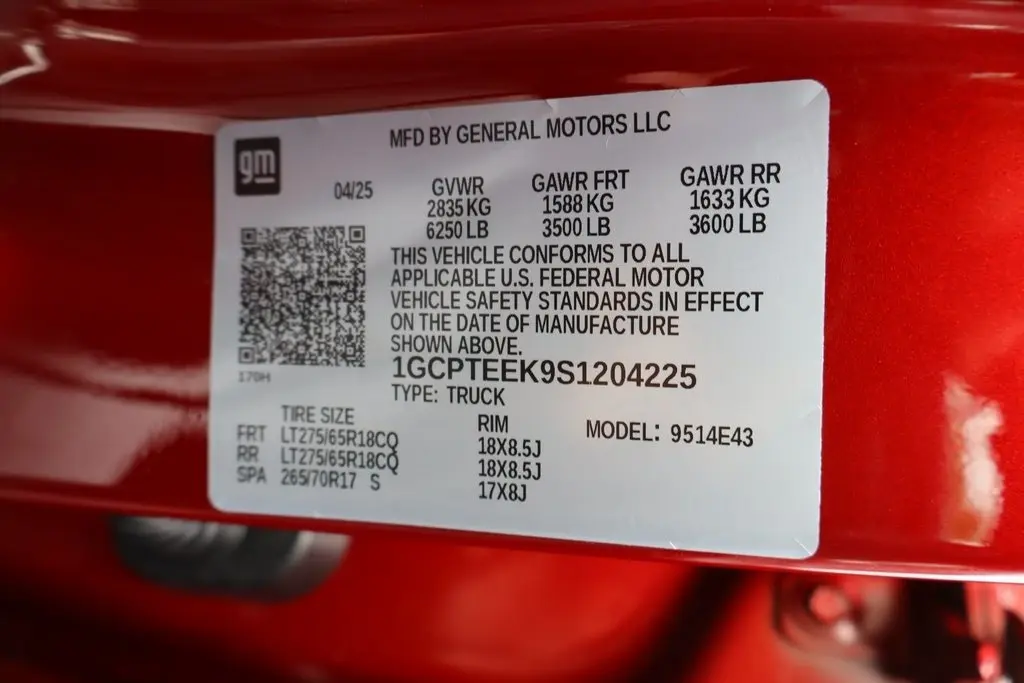 MFD BY GENERAL MOTORS LLC
gm
04/25
GVWR GAWR FRT GAWR RR
2835 KG 1588 KG 1633 KG
6250 LB 3500 LB 3600 LB
THIS VEHICLE CONFORMS TO ALL
APPLICABLE U.S. FEDERAL MOTOR
VEHICLE SAFETY STANDARDS IN EFFECT
ON THE DATE OF MANUFACTURE
SHOWN ABOVE.
170H
1GCPTEEK9S1204225
TYPE: TRUCK
TIRE SIZE RIM MODEL: 9514E43
FRT LT275/65R18CQ 18X8.5J
RR LT275/65R18CQ 18X8.5J
SPA 265/70R17 S 17X8J